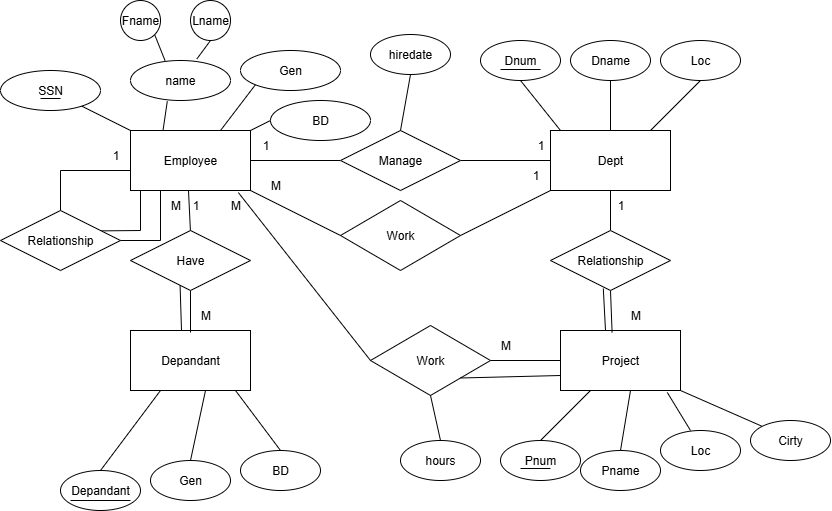 Fname
Lname
hiredate
Gen
Dnum
Dname
Loc
name
SSN
BD
1
1
1
Employee
Manage
Dept
1
M
M
1
M
1
Relationship
Work
Have
Relationship
M
M
M
Depandant
Work
Project
Cirty
Loc
hours
Pnum
Pname
BD
Gen
Depandant